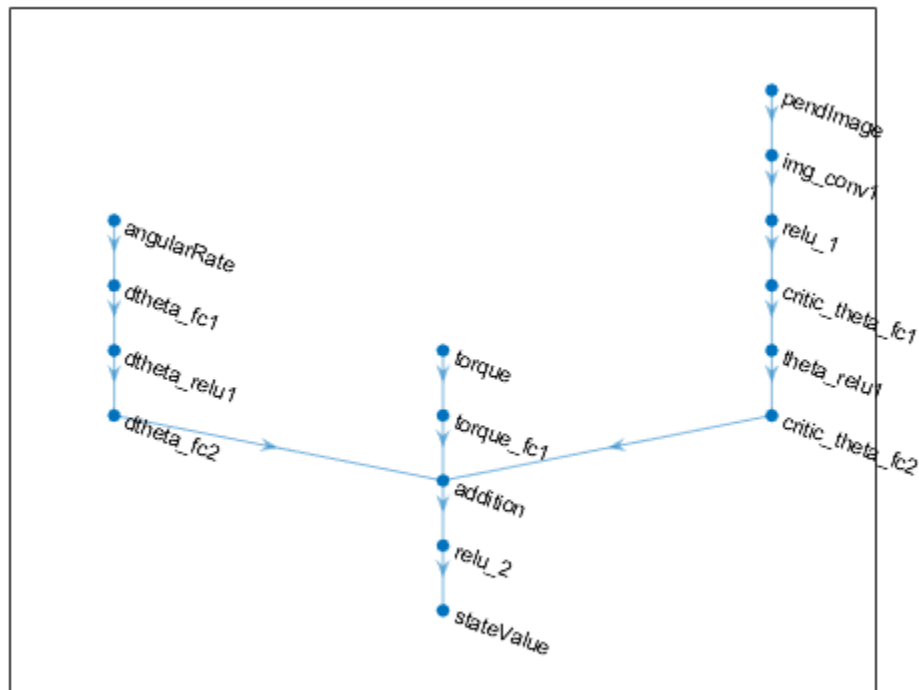 pendImage
img_conv1
relu_1
critic_theta_fc1
theta_relu1
critic_theta_fc2
angularRate
dtheta_fc1
dtheta_relu1
dtheta_fc2
torque
torque_fc1
addition
relu_2
stateValue